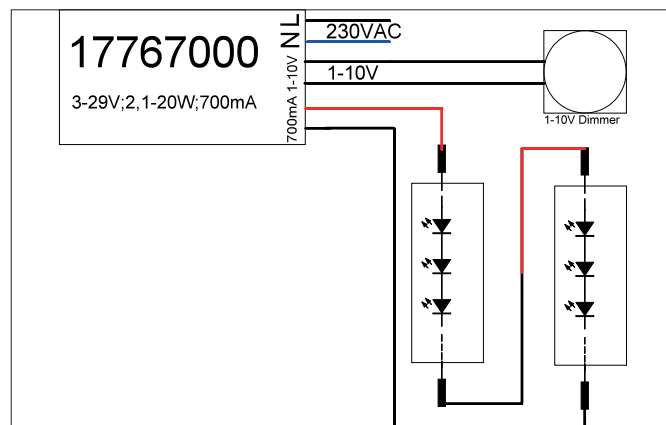 17767000
3-29V;2,1-20W;700mA
N L
1-10V
700mA
230VAC
1-10V
1-10V Dimmer